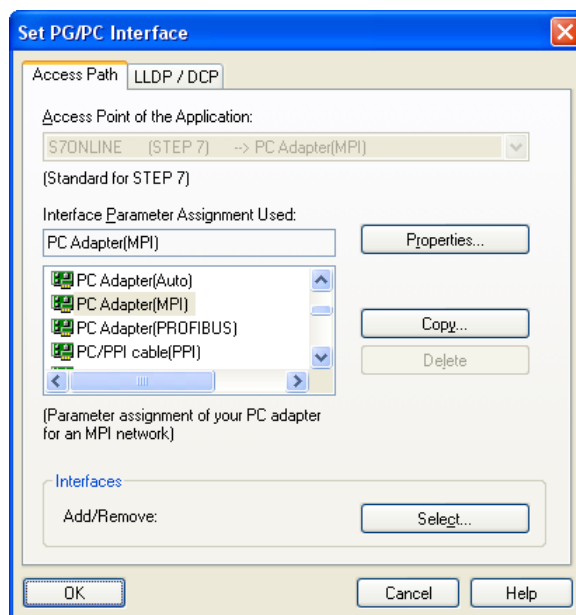 Set PG/PC Interface
Access Path
LLDP / DCP
Access Point of the Application:
S7ONLINE (STEP 7) --> PC Adapter(MPI)
(Standard for STEP 7)
Interface Parameter Assignment Used:
PC Adapter(MPI)
Properties...
PC Adapter(Auto)
PC Adapter(MPI)
PC Adapter(PROFIBUS)
PC/PPI cable(PPI)
Copy...
Delete
(Parameter assignment of your PC adapter
for an MPI network)
Interfaces
Add/Remove:
Select...
OK
Cancel
Help